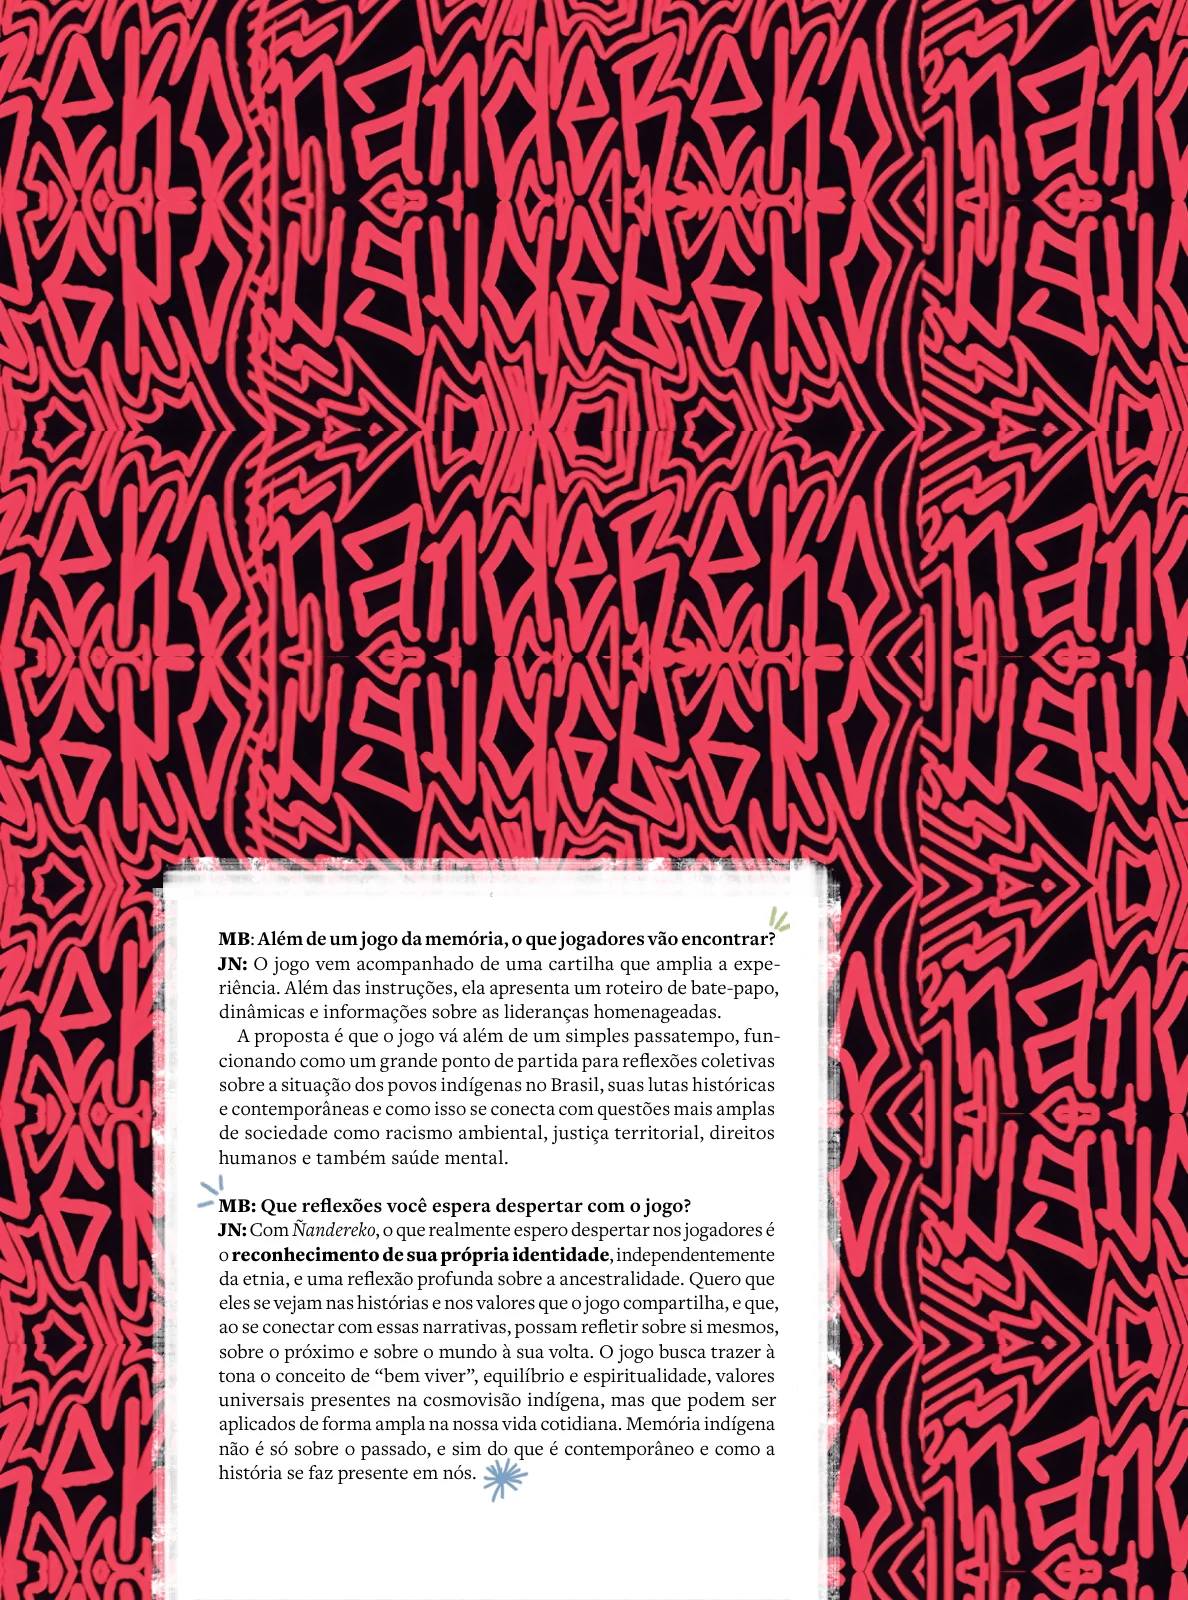 ñandereko
ñandereko
MB: Além de um jogo da memória, o que jogadores vão encontrar?
JN: O jogo vem acompanhado de uma cartilha que amplia a expe-
riência. Além das instruções, ela apresenta um roteiro de bate-papo,
dinâmicas e informações sobre as lideranças homenageadas.
A proposta é que o jogo vá além de um simples passatempo, fun-
cionando como um grande ponto de partida para reflexões coletivas
sobre a situação dos povos indígenas no Brasil, suas lutas históricas
e contemporâneas e como isso se conecta com questões mais amplas
de sociedade como racismo ambiental, justiça territorial, direitos
humanos e também saúde mental.
MB: Que reflexões você espera despertar com o jogo?
JN: Com Ñandereko, o que realmente espero despertar nos jogadores é
o reconhecimento de sua própria identidade, independentemente
da etnia, e uma reflexão profunda sobre a ancestralidade. Quero que
eles se vejam nas histórias e nos valores que o jogo compartilha, e que,
ao se conectar com essas narrativas, possam refletir sobre si mesmos,
sobre o próximo e sobre o mundo à sua volta. O jogo busca trazer à
tona o conceito de “bem viver”, equilíbrio e espiritualidade, valores
universais presentes na cosmovisão indígena, mas que podem ser
aplicados de forma ampla na nossa vida cotidiana. Memória indígena
não é só sobre o passado, e sim do que é contemporâneo e como a
história se faz presente em nós.